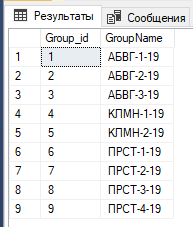 Результаты Сообщения
Group_id GroupName
1 1 АБВГ-1-19
2 2 АБВГ-2-19
3 3 АБВГ-3-19
4 4 КЛМН-1-19
5 5 КЛМН-2-19
6 6 ПРСТ-1-19
7 7 ПРСТ-2-19
8 8 ПРСТ-3-19
9 9 ПРСТ-4-19